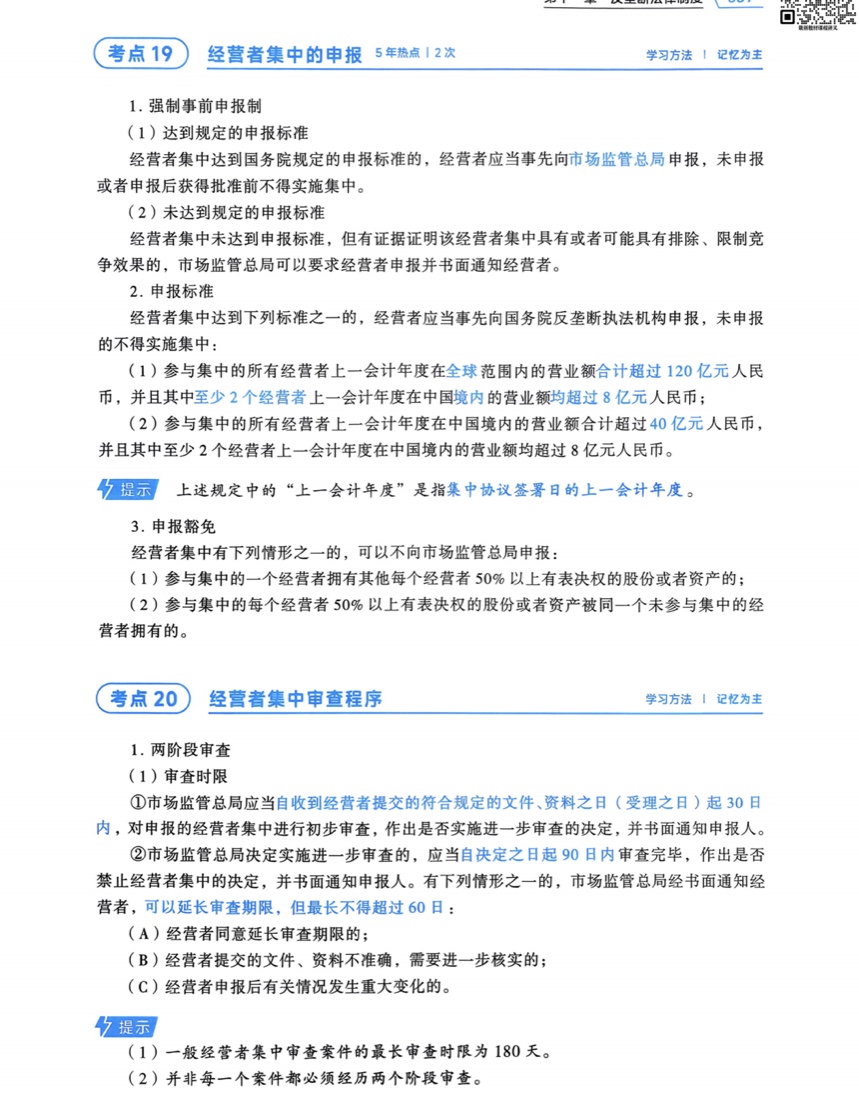 考点 19 经营者集中的申报 5 年热点 | 2 次 学习方法 | 记忆为主
1. 强制事前申报制
（1）达到规定的申报标准
经营者集中达到国务院规定的申报标准的，经营者应当事先向市场监管总局申报，未申报
或者申报后获得批准前不得实施集中。
（2）未达到规定的申报标准
经营者集中未达到申报标准，但有证据证明该经营者集中具有或者可能具有排除、限制竞
争效果的，市场监管总局可以要求经营者申报并书面通知经营者。
2. 申报标准
经营者集中达到下列标准之一的，经营者应当事先向国务院反垄断执法机构申报，未申报
的不得实施集中：
（1）参与集中的所有经营者上一会计年度在全球范围内的营业额合计超过 120 亿元人民
币，并且其中至少 2 个经营者上一会计年度在中国境内的营业额均超过 8 亿元人民币；
（2）参与集中的所有经营者上一会计年度在中国境内的营业额合计超过 40 亿元人民币，
并且其中至少 2 个经营者上一会计年度在中国境内的营业额均超过 8 亿元人民币。
提示 上述规定中的“上一会计年度”是指集中协议签署日的上一会计年度。
3. 申报豁免
经营者集中有下列情形之一的，可以不向市场监管总局申报：
（1）参与集中的一个经营者拥有其他每个经营者 50% 以上有表决权的股份或者资产的；
（2）参与集中的每个经营者 50% 以上有表决权的股份或者资产被同一个未参与集中的经
营者拥有的。
考点 20 经营者集中审查程序 学习方法 | 记忆为主
1. 两阶段审查
（1）审查时限
①市场监管总局应当自收到经营者提交的符合规定的文件、资料之日（受理之日）起 30 日
内，对申报的经营者集中进行初步审查，作出是否实施进一步审查的决定，并书面通知申报人。
②市场监管总局决定实施进一步审查的，应当自决定之日起 90 日内审查完毕，作出是否
禁止经营者集中的决定，并书面通知申报人。有下列情形之一的，市场监管总局经书面通知经
营者，可以延长审查期限，但最长不得超过 60 日：
（A）经营者同意延长审查期限的；
（B）经营者提交的文件、资料不准确，需要进一步核实的；
（C）经营者申报后有关情况发生重大变化的。
提示
（1）一般经营者集中审查案件的最长审查时限为 180 天。
（2）并非每一个案件都必须经历两个阶段审查。